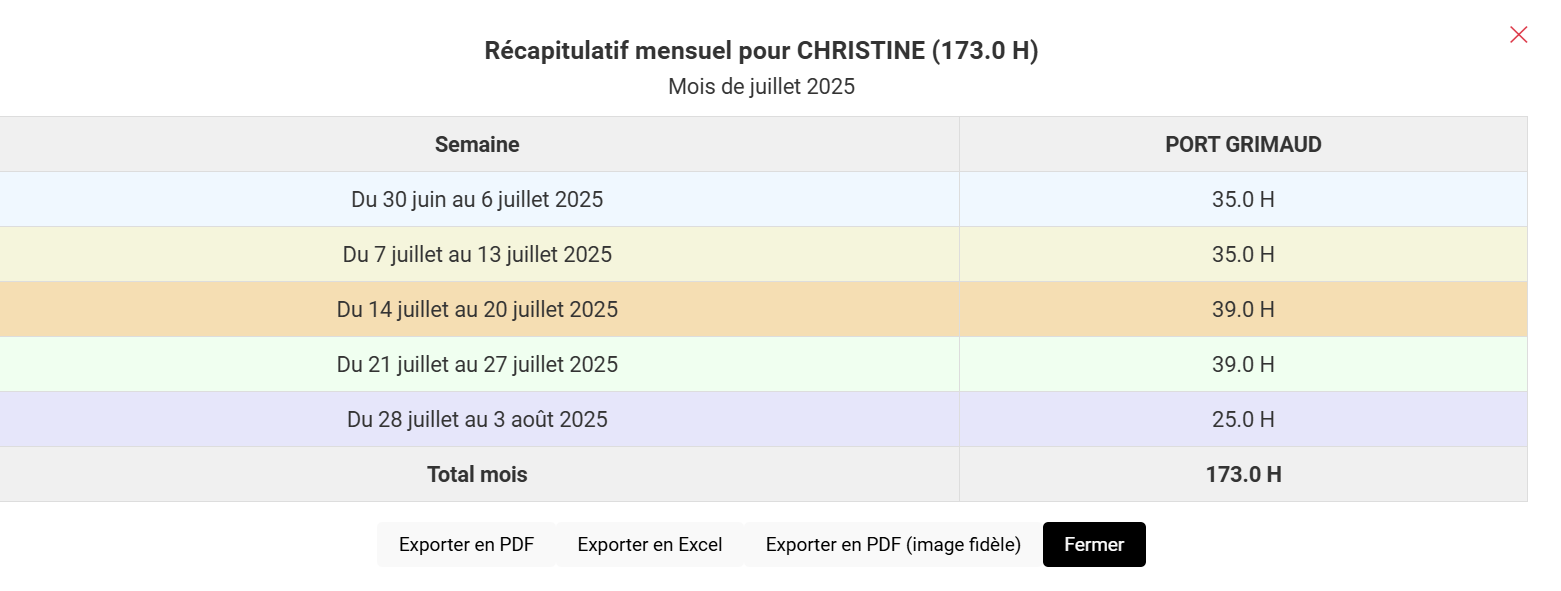 Récapitulatif mensuel pour CHRISTINE (173.0 H)
Mois de juillet 2025
Semaine PORT GRIMAUD
Du 30 juin au 6 juillet 2025 35.0 H
Du 7 juillet au 13 juillet 2025 35.0 H
Du 14 juillet au 20 juillet 2025 39.0 H
Du 21 juillet au 27 juillet 2025 39.0 H
Du 28 juillet au 3 août 2025 25.0 H
Total mois 173.0 H
Exporter en PDF Exporter en Excel Exporter en PDF (image fidèle) Fermer